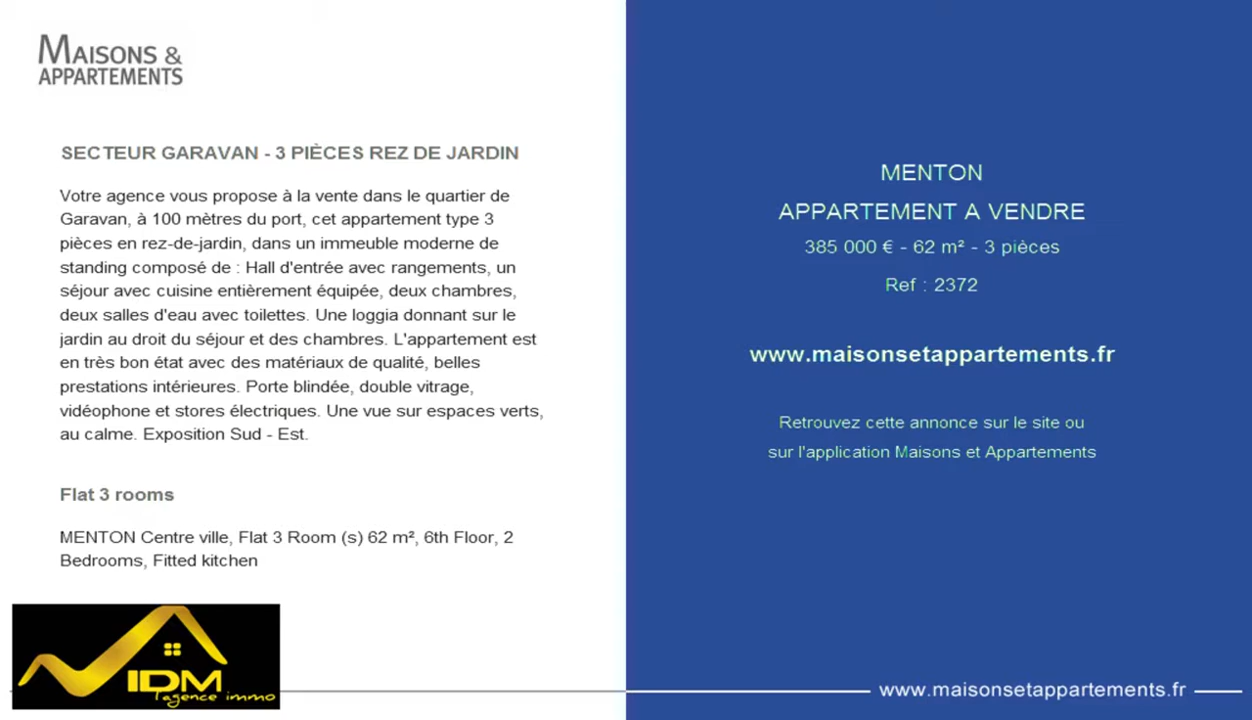 MAISONS &
APPARTEMENTS
SECTEUR GARAVAN - 3 PIÈCES REZ DE JARDIN
Votre agence vous propose à la vente dans le quartier de
Garavan, à 100 mètres du port, cet appartement type 3
pièces en rez-de-jardin, dans un immeuble moderne de
standing composé de : Hall d'entrée avec rangements, un
séjour avec cuisine entièrement équipée, deux chambres,
deux salles d'eau avec toilettes. Une loggia donnant sur le
jardin au droit du séjour et des chambres. L'appartement est
en très bon état avec des matériaux de qualité, belles
prestations intérieures. Porte blindée, double vitrage,
vidéophone et stores électriques. Une vue sur espaces verts,
au calme. Exposition Sud - Est.
Flat 3 rooms
MENTON Centre ville, Flat 3 Room (s) 62 m², 6th Floor, 2
Bedrooms, Fitted kitchen
IDM
l'agence immo
MENTON
APPARTEMENT A VENDRE
385 000 € - 62 m² - 3 pièces
Ref : 2372
www.maisonsetappartements.fr
Retrouvez cette annonce sur le site ou
sur l'application Maisons et Appartements
www.maisonsetappartements.fr